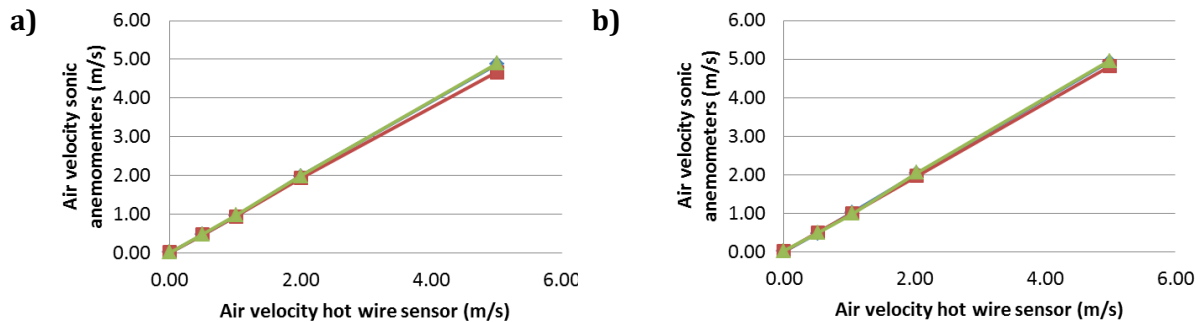 a)
Air velocity sonic
anemomenters (m/s)
6.00
5.00
4.00
3.00
2.00
1.00
0.00
0.00 2.00 4.00 6.00
Air velocity hot wire sensor (m/s)
b)
Air velocity sonic
anemometers (m/s)
6.00
5.00
4.00
3.00
2.00
1.00
0.00
0.00 2.00 4.00 6.00
Air velocity hot wire sensor (m/s)